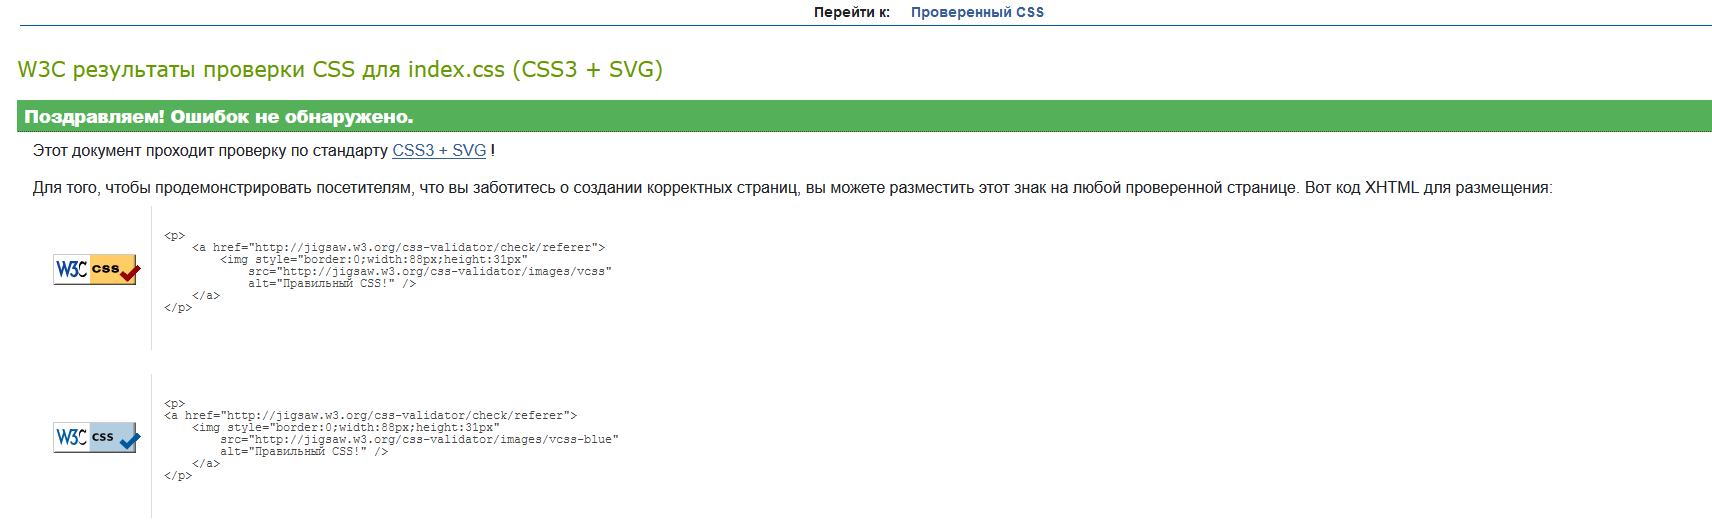 Перейти к: Проверенный CSS
W3C результаты проверки CSS для index.css (CSS3 + SVG)
Поздравляем! Ошибок не обнаружено.
Этот документ проходит проверку по стандарту CSS3 + SVG !
Для того, чтобы продемонстрировать посетителям, что вы заботитесь о создании корректных страниц, вы можете разместить этот знак на любой проверенной странице. Вот код XHTML для размещения:
W3C css
<p>
<a href="http://jigsaw.w3.org/css-validator/check/referer">
<img style="border:0;width:88px;height:31px"
src="http://jigsaw.w3.org/css-validator/images/vcss"
alt="Правильный CSS!" />
</a>
</p>
W3C css
<p>
<a href="http://jigsaw.w3.org/css-validator/check/referer">
<img style="border:0;width:88px;height:31px"
src="http://jigsaw.w3.org/css-validator/images/vcss-blue"
alt="Правильный CSS!" />
</a>
</p>